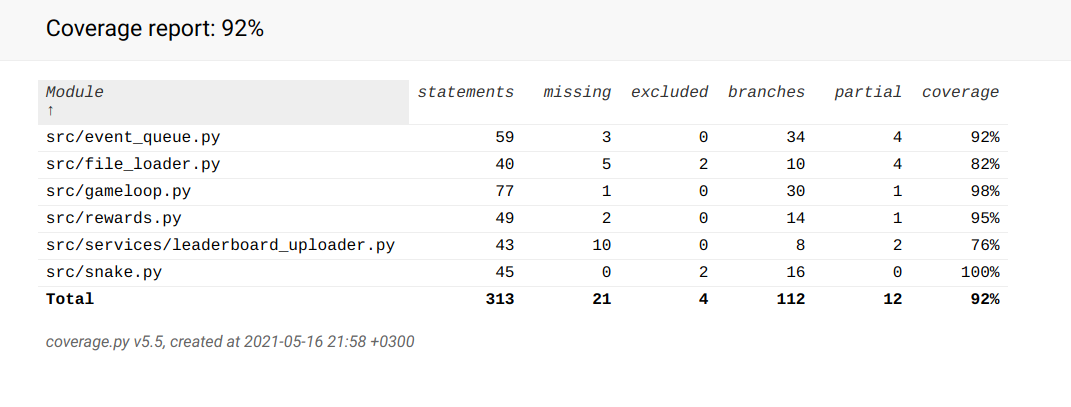 Coverage report: 92%
Module statements missing excluded branches partial coverage
↑
src/event_queue.py 59 3 0 34 4 92%
src/file_loader.py 40 5 2 10 4 82%
src/gameloop.py 77 1 0 30 1 98%
src/rewards.py 49 2 0 14 1 95%
src/services/leaderboard_uploader.py 43 10 0 8 2 76%
src/snake.py 45 0 2 16 0 100%
Total 313 21 4 112 12 92%
coverage.py v5.5, created at 2021-05-16 21:58 +0300